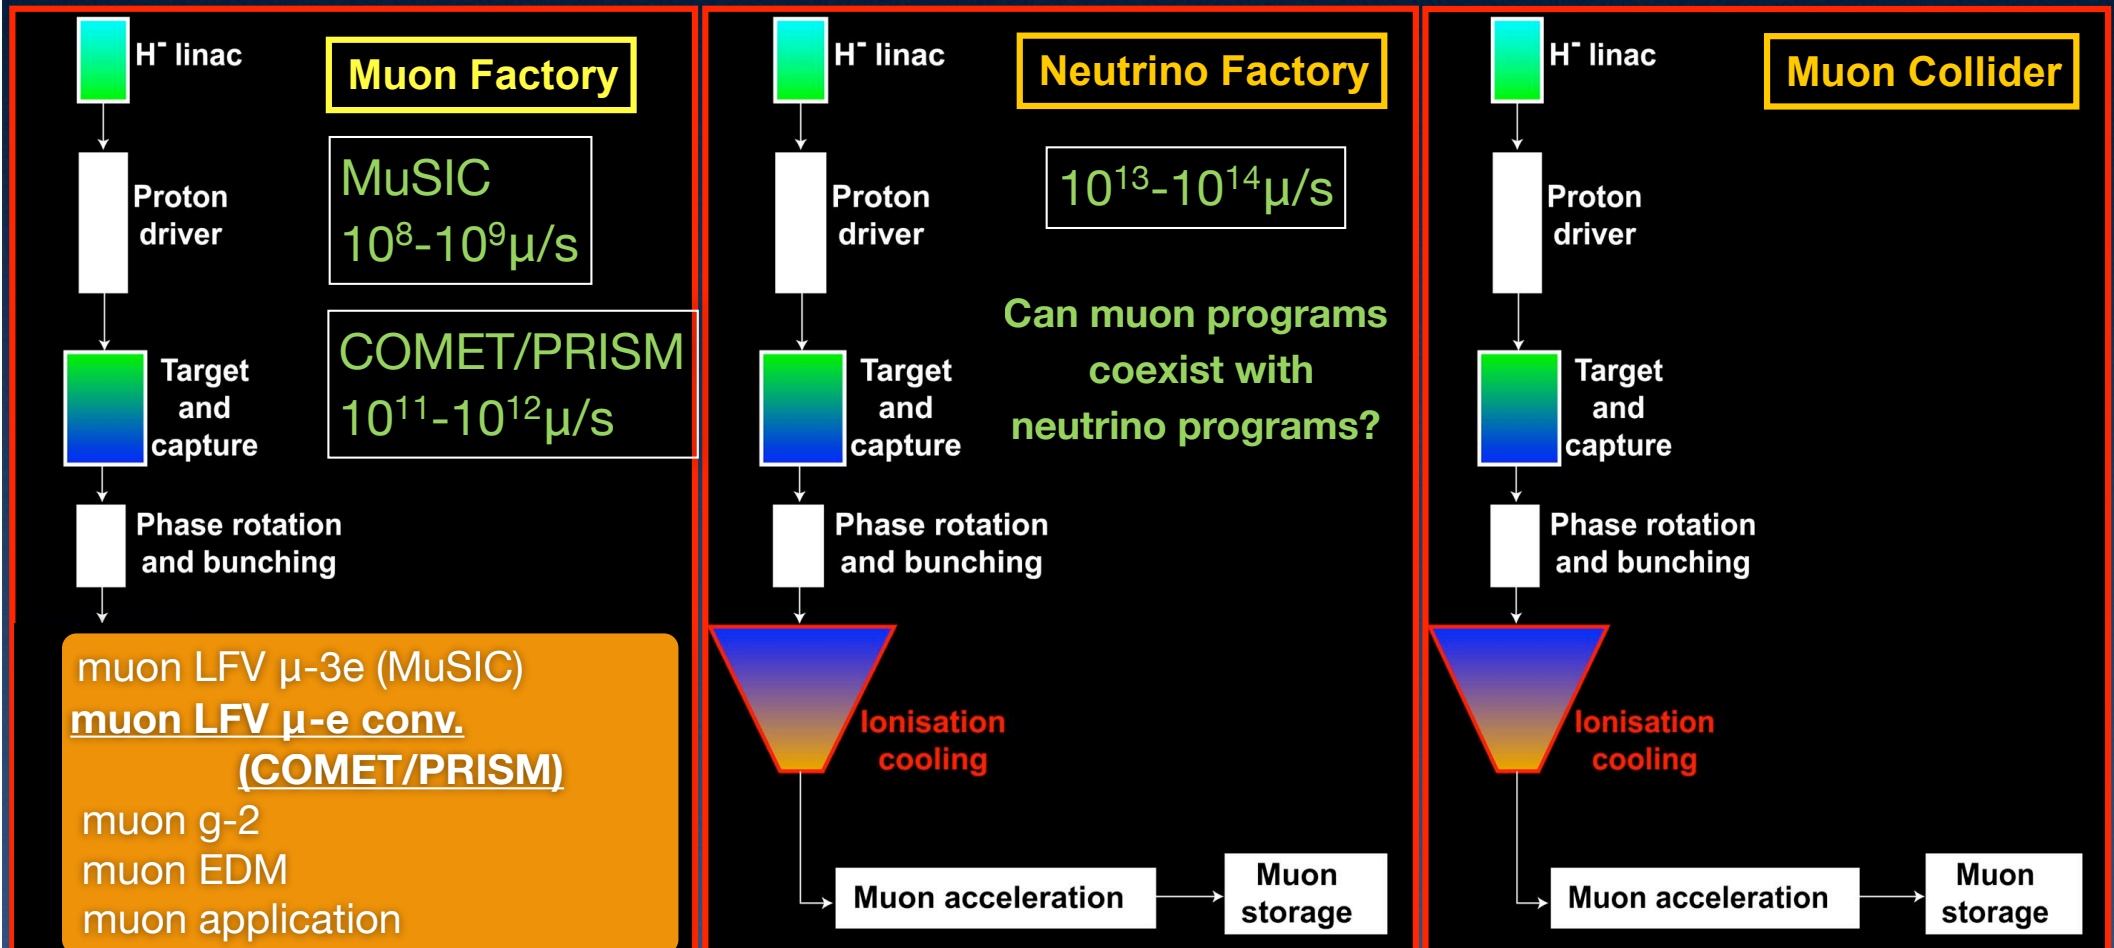 H⁻ linac
Muon Factory
MuSIC
10⁸-10⁹μ/s
Proton
driver
COMET/PRISM
10¹¹-10¹²μ/s
Target
and
capture
Phase rotation
and bunching
muon LFV μ-3e (MuSIC)
muon LFV μ-e conv.
(COMET/PRISM)
muon g-2
muon EDM
muon application
H⁻ linac
Neutrino Factory
10¹³-10¹⁴μ/s
Proton
driver
Can muon programs
coexist with
neutrino programs?
Target
and
capture
Phase rotation
and bunching
Ionisation
cooling
Muon acceleration
Muon
storage
H⁻ linac
Muon Collider
Proton
driver
Target
and
capture
Phase rotation
and bunching
Ionisation
cooling
Muon acceleration
Muon
storage